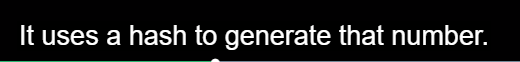 It uses a hash to generate that number.